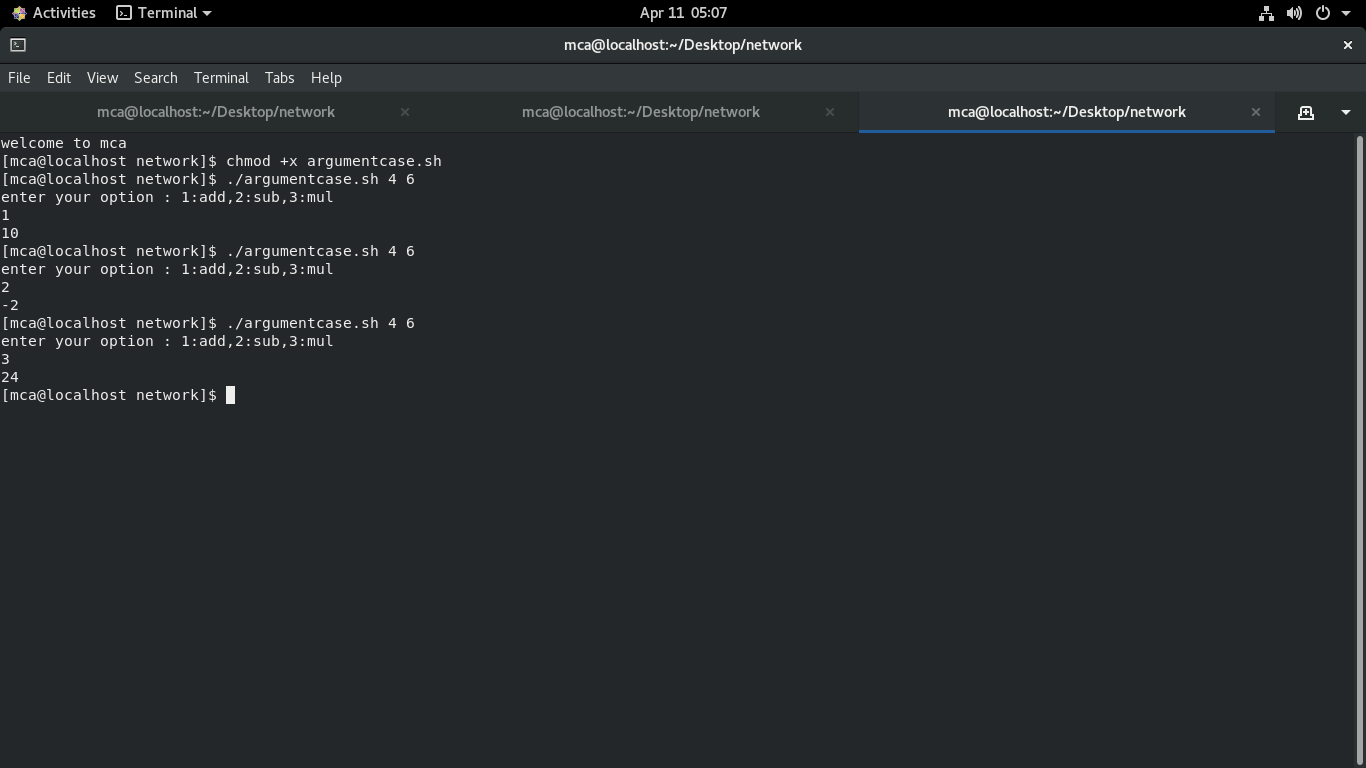 Activities Terminal Apr 11 05:07
mca@localhost:~/Desktop/network
File Edit View Search Terminal Tabs Help
mca@localhost:~/Desktop/network mca@localhost:~/Desktop/network mca@localhost:~/Desktop/network
welcome to mca
[mca@localhost network]$ chmod +x argumentcase.sh
[mca@localhost network]$ ./argumentcase.sh 4 6
enter your option : 1:add,2:sub,3:mul
1
10
[mca@localhost network]$ ./argumentcase.sh 4 6
enter your option : 1:add,2:sub,3:mul
2
-2
[mca@localhost network]$ ./argumentcase.sh 4 6
enter your option : 1:add,2:sub,3:mul
3
24
[mca@localhost network]$